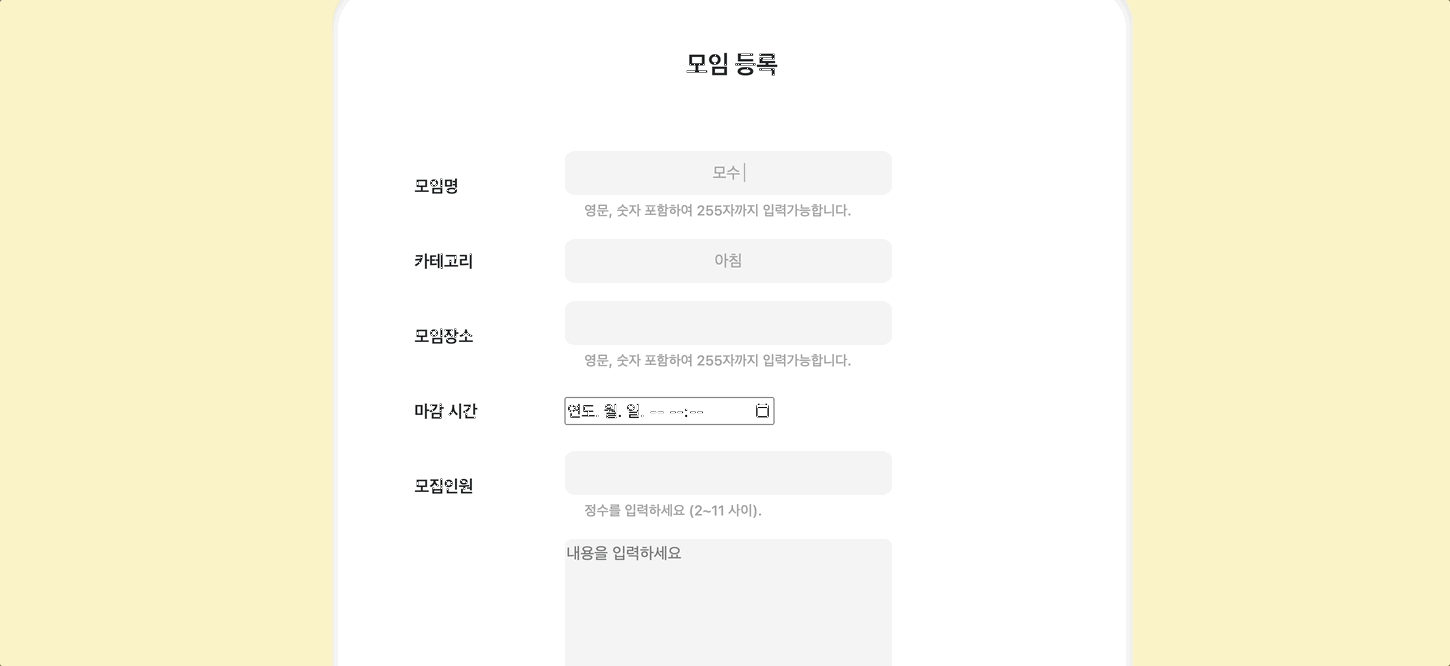 모임 등록
모임명
모수
영문, 숫자 포함하여 255자까지 입력가능합니다.
카테고리
아침
모임장소
영문, 숫자 포함하여 255자까지 입력가능합니다.
마감 시간
연도. 월. 일. -- --:--
모집인원
정수를 입력하세요 (2~11 사이).
내용을 입력하세요